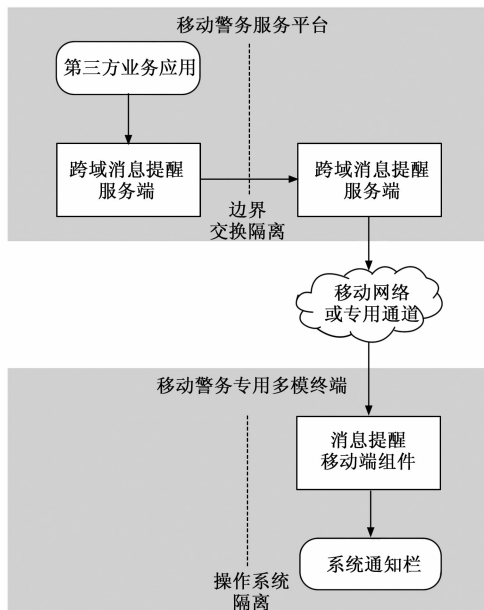 移动警务服务平台
第三方业务应用
跨域消息提醒
服务端
跨域消息提醒
服务端
边界
交换隔离
移动网络
或专用通道
移动警务专用多模终端
消息提醒
移动端组件
系统通知栏
操作系统
隔离